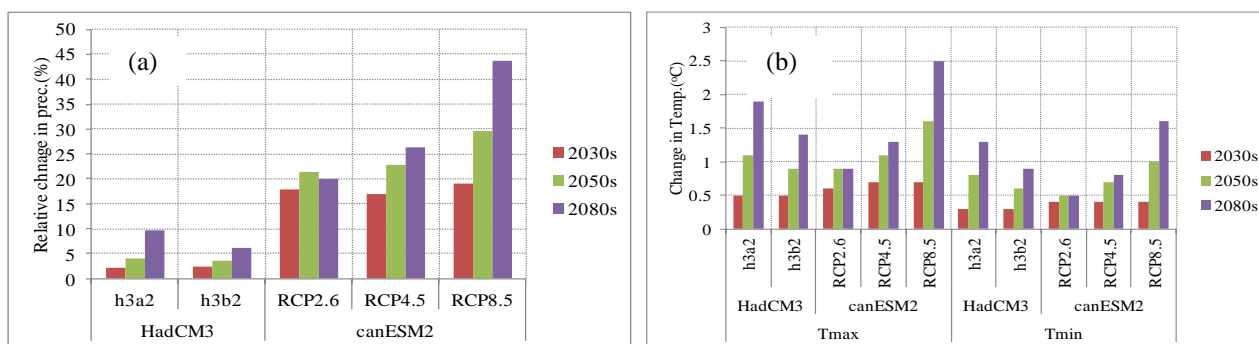 (a)
Relative chnage in prec.(%)
50
45
40
35
30
25
20
15
10
5
0
h3a2 h3b2 RCP2.6 RCP4.5 RCP8.5
HadCM3 canESM2
2030s
2050s
2080s
(b)
Change in Temp.(ºC)
3
2.5
2
1.5
1
0.5
0
h3a2 h3b2 RCP2.6 RCP4.5 RCP8.5 h3a2 h3b2 RCP2.6 RCP4.5 RCP8.5
HadCM3 canESM2 HadCM3 canESM2
Tmax Tmin
2030s
2050s
2080s